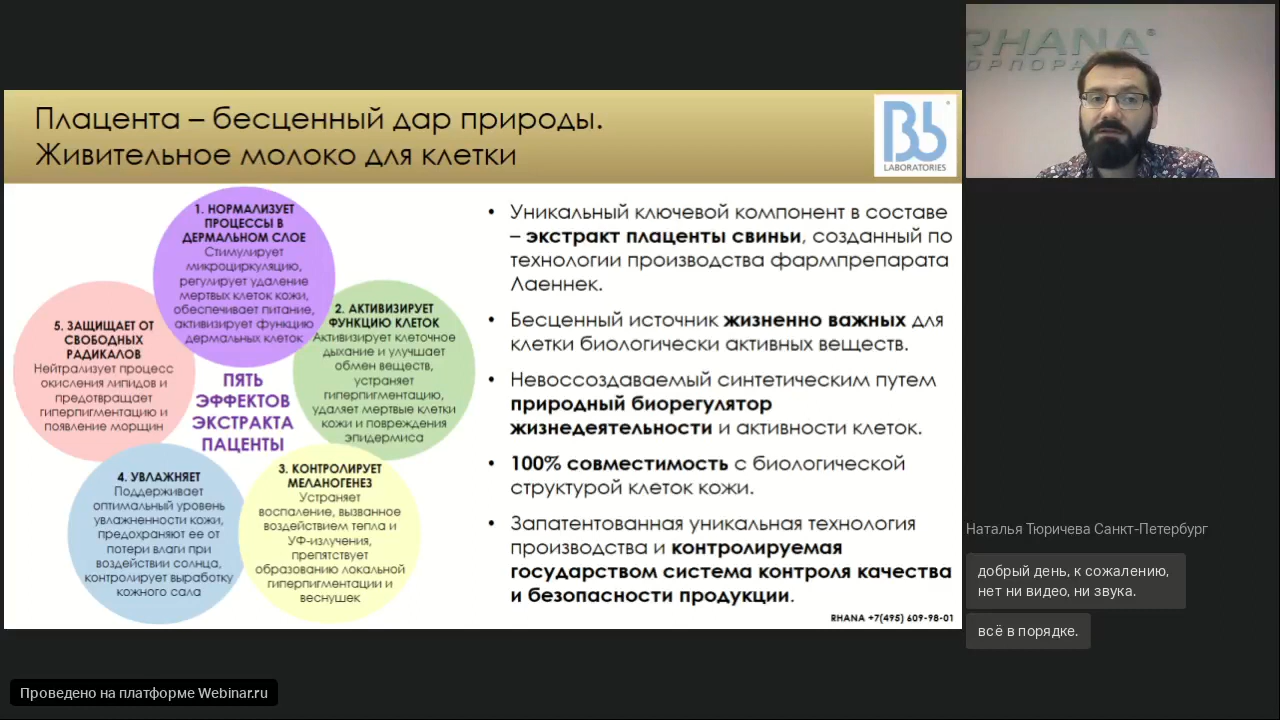 Плацента – бесценный дар природы.
Живительное молоко для клетки
Bb
LABORATORIES
1. НОРМАЛИЗУЕТ
ПРОЦЕССЫ В
ДЕРМАЛЬНОМ СЛОЕ
Стимулирует
микроциркуляцию,
регулирует удаление
мертвых клеток кожи,
обеспечивает питание,
активизирует функцию
дермальных клеток
2. АКТИВИЗИРУЕТ
ФУНКЦИЮ КЛЕТОК
Активизирует клеточное
дыхание и улучшает
обмен веществ,
устраняет
гиперпигментацию,
удаляет мертвые клетки
кожи и повреждения
эпидермиса
3. КОНТРОЛИРУЕТ
МЕЛАНОГЕНЕЗ
Устраняет
воспаление, вызванное
воздействием тепла и
УФ-излучения,
препятствует
образованию локальной
гиперпигментации и
веснушек
4. УВЛАЖНЯЕТ
Поддерживает
оптимальный уровень
увлажненности кожи,
предохраняют ее от
потери влаги при
воздействии солнца,
контролирует выработку
кожного сала
5. ЗАЩИЩАЕТ ОТ
СВОБОДНЫХ
РАДИКАЛОВ
Нейтрализует процесс
окисления липидов и
предотвращает
гиперпигментацию и
появление морщин
ПЯТЬ
ЭФФЕКТОВ
ЭКСТРАКТА
ПАЦЕНТЫ
• Уникальный ключевой компонент в составе
– экстракт плаценты свиньи, созданный по
технологии производства фармпрепарата
Лаеннек.
• Бесценный источник жизненно важных для
клетки биологически активных веществ.
• Невоссоздаваемый синтетическим путем
природный биорегулятор
жизнедеятельности и активности клеток.
• 100% совместимость с биологической
структурой клеток кожи.
• Запатентованная уникальная технология
производства и контролируемая
государством система контроля качества
и безопасности продукции.
RHANA +7(495) 609-98-01
RHANA®
КОРПОРА
Наталья Тюричева Санкт-Петербург
добрый день, к сожалению,
нет ни видео, ни звука.
всё в порядке.
Проведено на платформе Webinar.ru